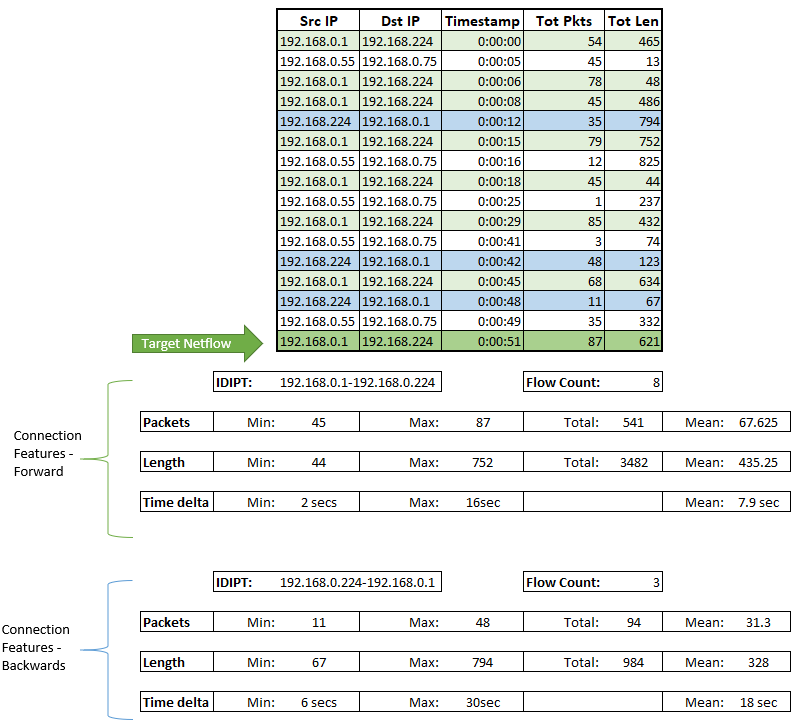 Src IP Dst IP Timestamp Tot Pkts Tot Len
192.168.0.1 192.168.224 0:00:00 54 465
192.168.0.55 192.168.0.75 0:00:05 45 13
192.168.0.1 192.168.224 0:00:06 78 48
192.168.0.1 192.168.224 0:00:08 45 486
192.168.224 192.168.0.1 0:00:12 35 794
192.168.0.1 192.168.224 0:00:15 79 752
192.168.0.55 192.168.0.75 0:00:16 12 825
192.168.0.1 192.168.224 0:00:18 45 44
192.168.0.55 192.168.0.75 0:00:25 1 237
192.168.0.1 192.168.224 0:00:29 85 432
192.168.0.55 192.168.0.75 0:00:41 3 74
192.168.224 192.168.0.1 0:00:42 48 123
192.168.0.1 192.168.224 0:00:45 68 634
192.168.224 192.168.0.1 0:00:48 11 67
192.168.0.55 192.168.0.75 0:00:49 35 332
Target Netflow 192.168.0.1 192.168.224 0:00:51 87 621
IDIPT: 192.168.0.1-192.168.0.224 Flow Count: 8
Connection
Features -
Forward
Packets Min: 45 Max: 87 Total: 541 Mean: 67.625
Length Min: 44 Max: 752 Total: 3482 Mean: 435.25
Time delta Min: 2 secs Max: 16sec Mean: 7.9 sec
IDIPT: 192.168.0.224-192.168.0.1 Flow Count: 3
Connection
Features -
Backwards
Packets Min: 11 Max: 48 Total: 94 Mean: 31.3
Length Min: 67 Max: 794 Total: 984 Mean: 328
Time delta Min: 6 secs Max: 30sec Mean: 18 sec